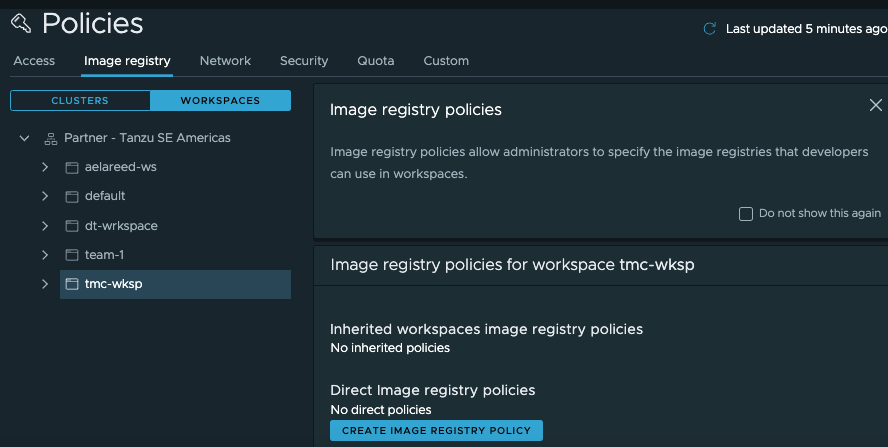 Policies
Last updated 5 minutes ago
Access
Image registry
Network
Security
Quota
Custom
CLUSTERS
WORKSPACES
Partner - Tanzu SE Americas
aelareed-ws
default
dt-wrkspace
team-1
tmc-wksp
Image registry policies
Image registry policies allow administrators to specify the image registries that developers
can use in workspaces.
Do not show this again
Image registry policies for workspace tmc-wksp
Inherited workspaces image registry policies
No inherited policies
Direct Image registry policies
No direct policies
CREATE IMAGE REGISTRY POLICY